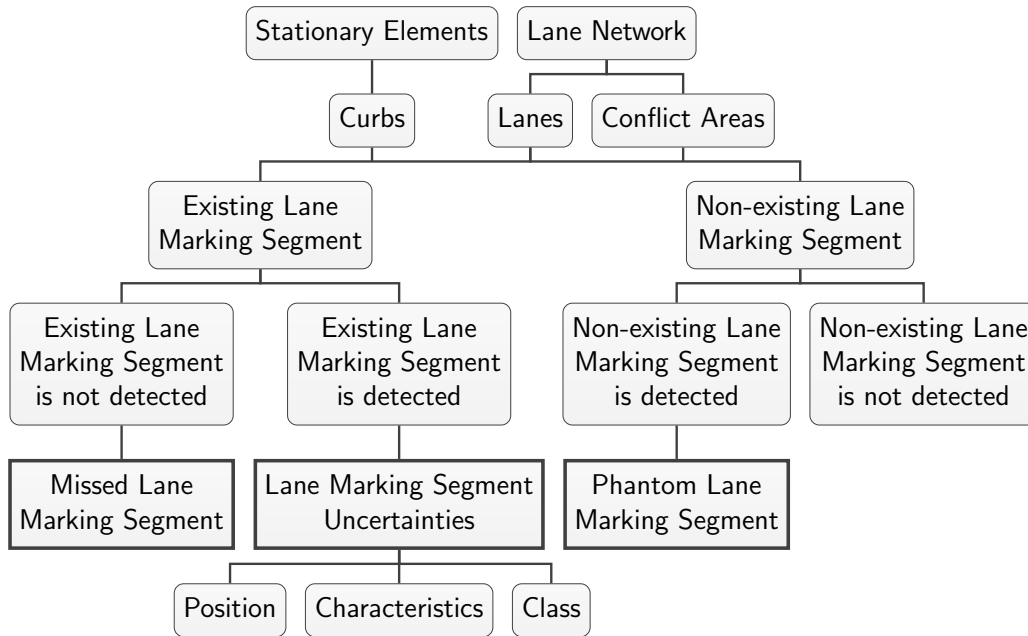 Stationary Elements
Lane Network
Curbs
Lanes
Conflict Areas
Existing Lane
Marking Segment
Non-existing Lane
Marking Segment
Existing Lane
Marking Segment
is not detected
Existing Lane
Marking Segment
is detected
Non-existing Lane
Marking Segment
is detected
Non-existing Lane
Marking Segment
is not detected
Missed Lane
Marking Segment
Lane Marking Segment
Uncertainties
Phantom Lane
Marking Segment
Position
Characteristics
Class